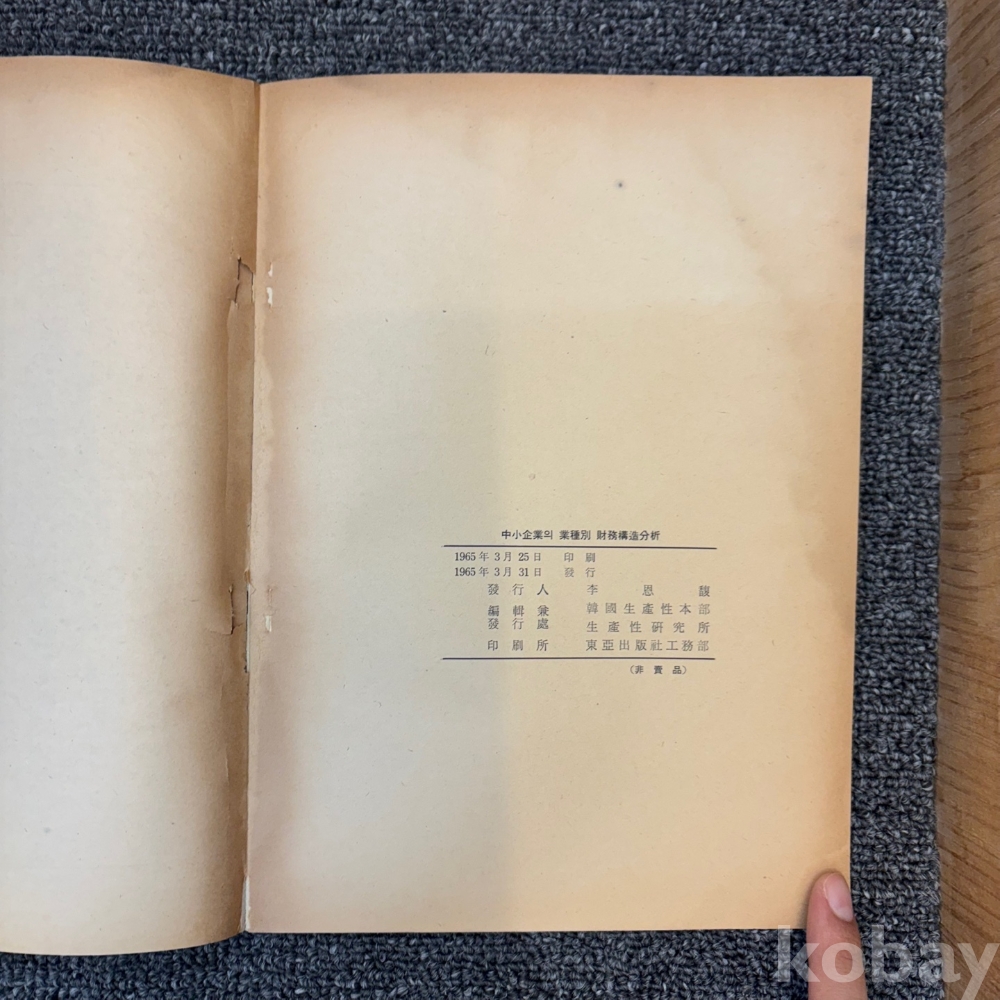 中小企業의 業種別 財務構造分析
1965年 3月 25日 印刷
1965年 3月 31日 發行
發行人 李恩馥
編輯兼 韓國生產性本部
發行處 生產性硏究所
印刷所 東亞出版社工務部
(非賣品)
kobay